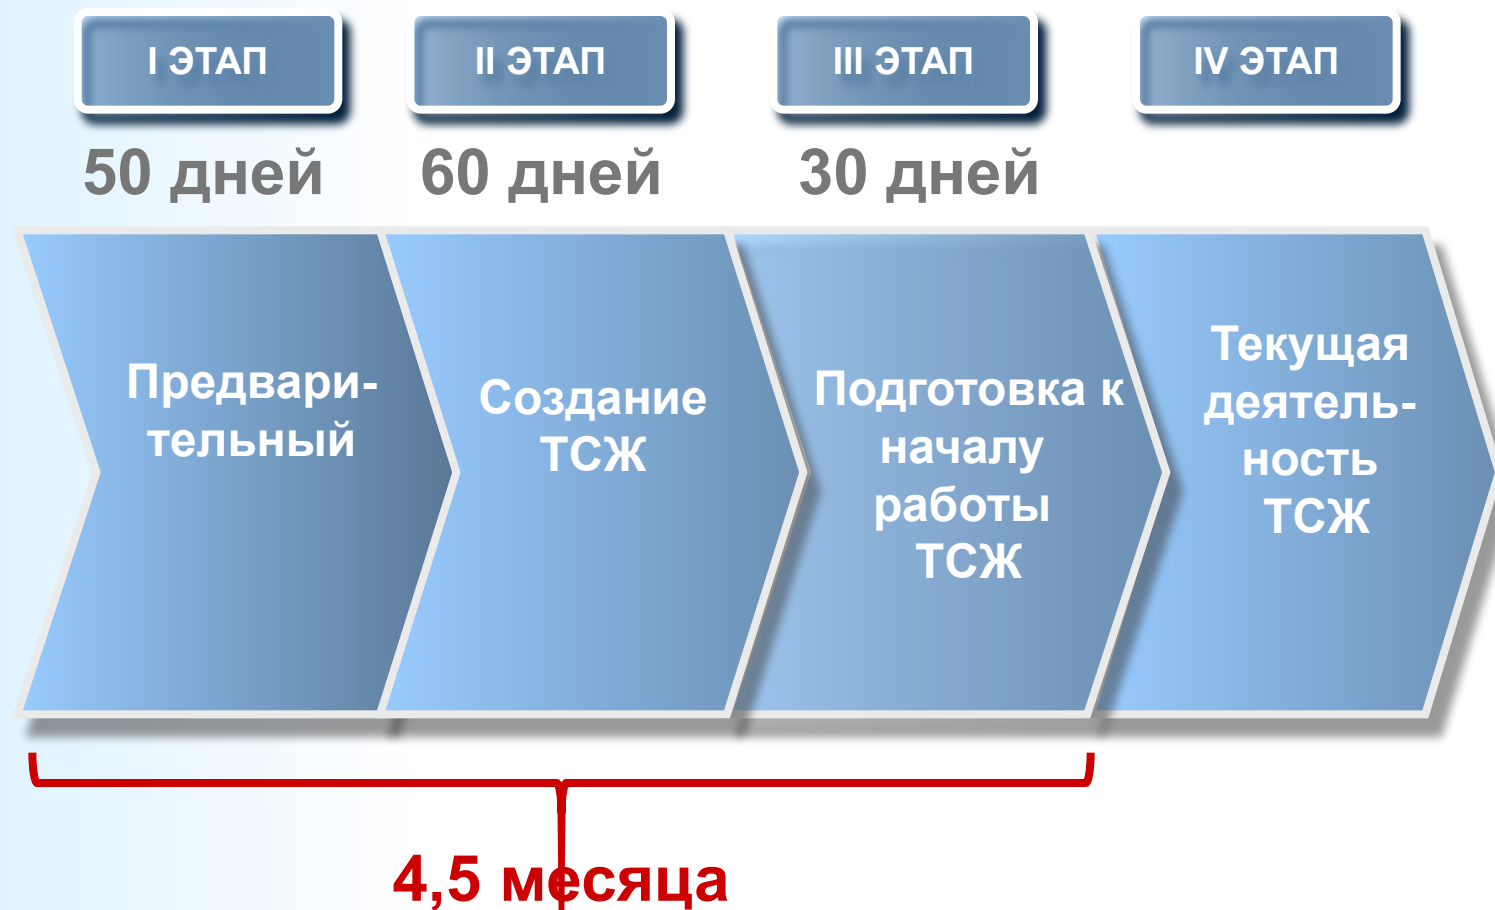 I ЭТАП
II ЭТАП
III ЭТАП
IV ЭТАП
50 дней
60 дней
30 дней
Предвари-
тельный
Создание
ТСЖ
Подготовка к
началу
работы
ТСЖ
Текущая
деятель-
ность
ТСЖ
4,5 месяца